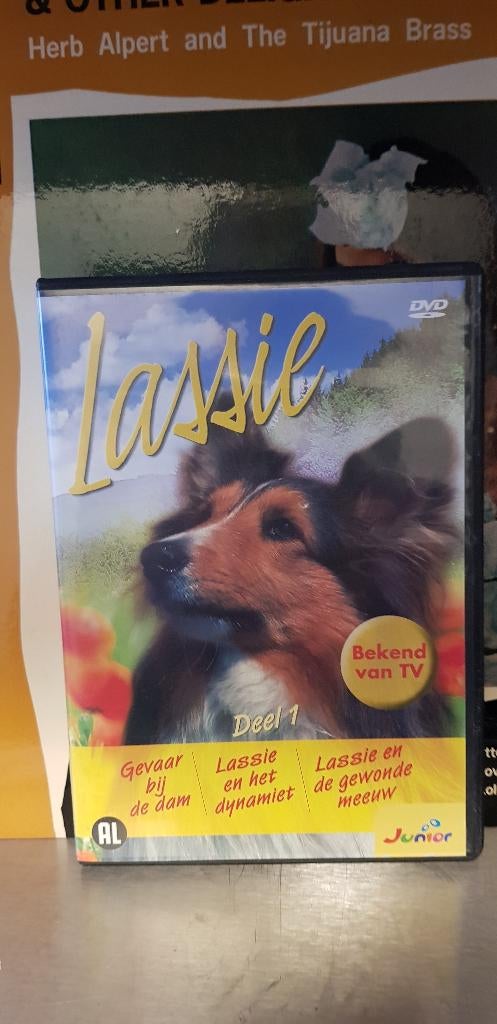 & OTHER
Herb Alpert and The Tijuana Brass
DVD
Lassie
Bekend
van TV
Deel 1
Gevaar
bij
de dam
Lassie
en het
dynamiet
Lassie en
de gewonde
meeuw
AL
Junior